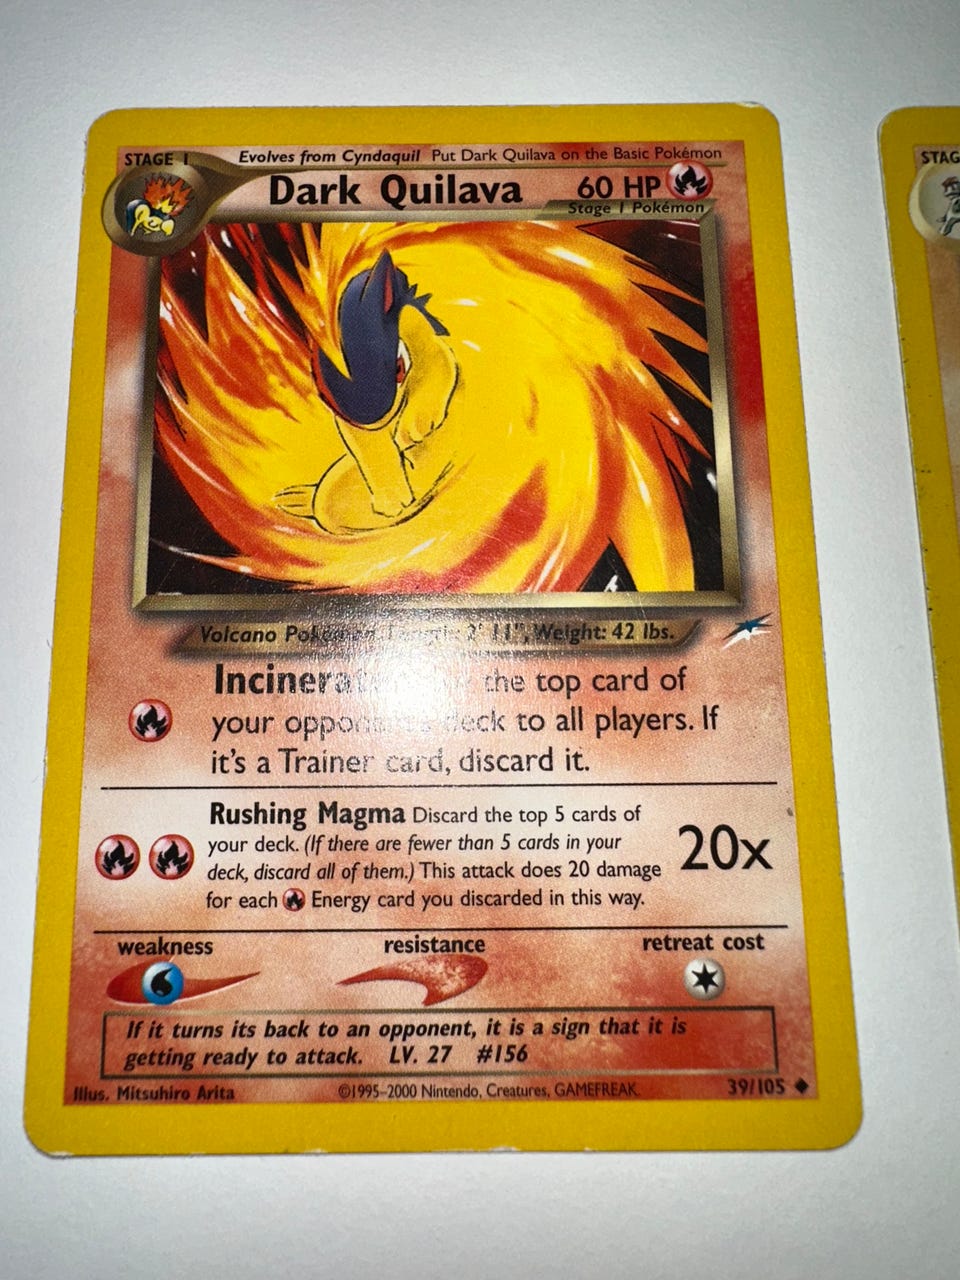 STAGE 1 Evolves from Cyndaquil Put Dark Quilava on the Basic Pokémon
Dark Quilava 60 HP
Stage 1 Pokémon
Volcano Pokémon, Length: 2' 11", Weight: 42 lbs.
the top card of
your opponent's deck to all players. If
it's a Trainer card, discard it.
Rushing Magma Discard the top 5 cards of
your deck. (If there are fewer than 5 cards in your
deck, discard all of them.) This attack does 20 damage
for each Energy card you discarded in this way.
20x
weakness resistance retreat cost
If it turns its back to an opponent, it is a sign that it is
getting ready to attack. LV. 27 #156
Illus. Mitsuhiro Arita ©1995-2000 Nintendo, Creatures, GAMEFREAK. 39/105
STAG